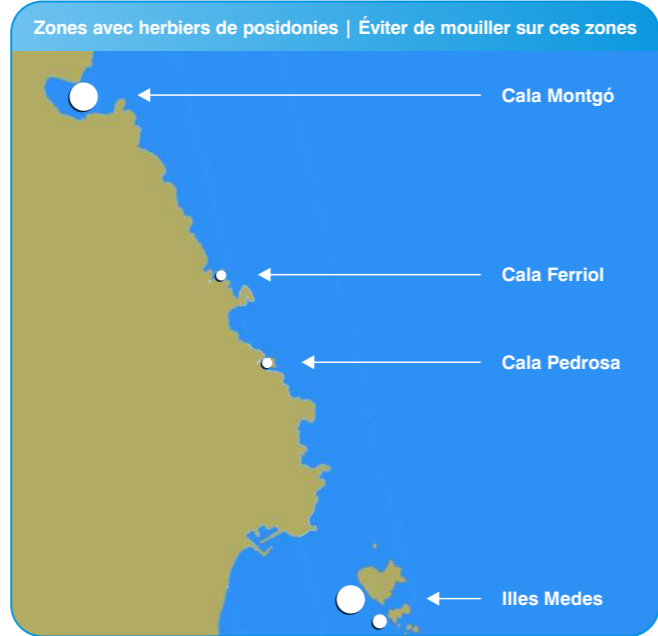 Zones avec herbiers de posidonies | Éviter de mouiller sur ces zones
Cala Montgó
Cala Ferriol
Cala Pedrosa
Illes Medes